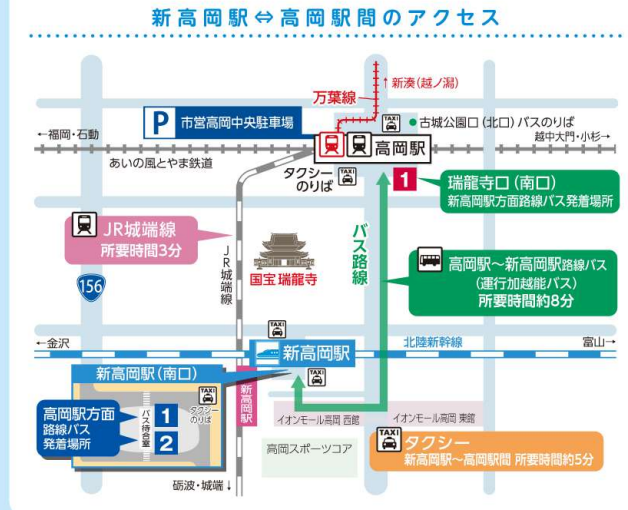 新高岡駅⇔高岡駅間のアクセス
↑新湊(越ノ潟)
万葉線
P 市営高岡中央駐車場
TAXI
●古城公園口(北口)バスのりば
←福岡・石動
越中大門・小杉→
高岡駅
あいの風とやま鉄道
タクシー
のりば
TAXI
1
瑞龍寺口(南口)
新高岡駅方面路線バス発着場所
JR城端線
所要時間3分
JR城端線
国宝 瑞龍寺
バス路線
高岡駅〜新高岡駅路線バス
(運行加越能バス)
所要時間約8分
156
TAXI
←金沢
新高岡駅
北陸新幹線
富山→
新高岡駅(南口)
TAXI
タクシー
のりば
TAXI
新高岡駅
高岡駅方面
路線バス
発着場所
バス待合室
1
2
イオンモール高岡 西館
イオンモール高岡 東館
高岡スポーツコア
TAXI
タクシー
新高岡駅〜高岡駅間 所要時間約5分
砺波・城端↓